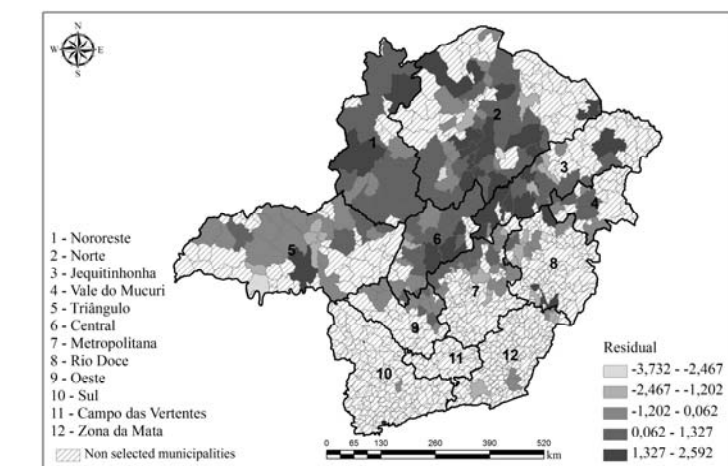 N
W E
S
1
2
3
4
5
6
7
8
9
10
11
12
1 - Nororeste
2 - Norte
3 - Jequitinhonha
4 - Vale do Mucuri
5 - Triângulo
6 - Central
7 - Metropolitana
8 - Rio Doce
9 - Oeste
10 - Sul
11 - Campo das Vertentes
12 - Zona da Mata
Non selected municipalities
Residual
-3,732 - -2,467
-2,467 - -1,202
-1,202 - 0,062
0,062 - 1,327
1,327 - 2,592
0 65 130 260 390 520
km